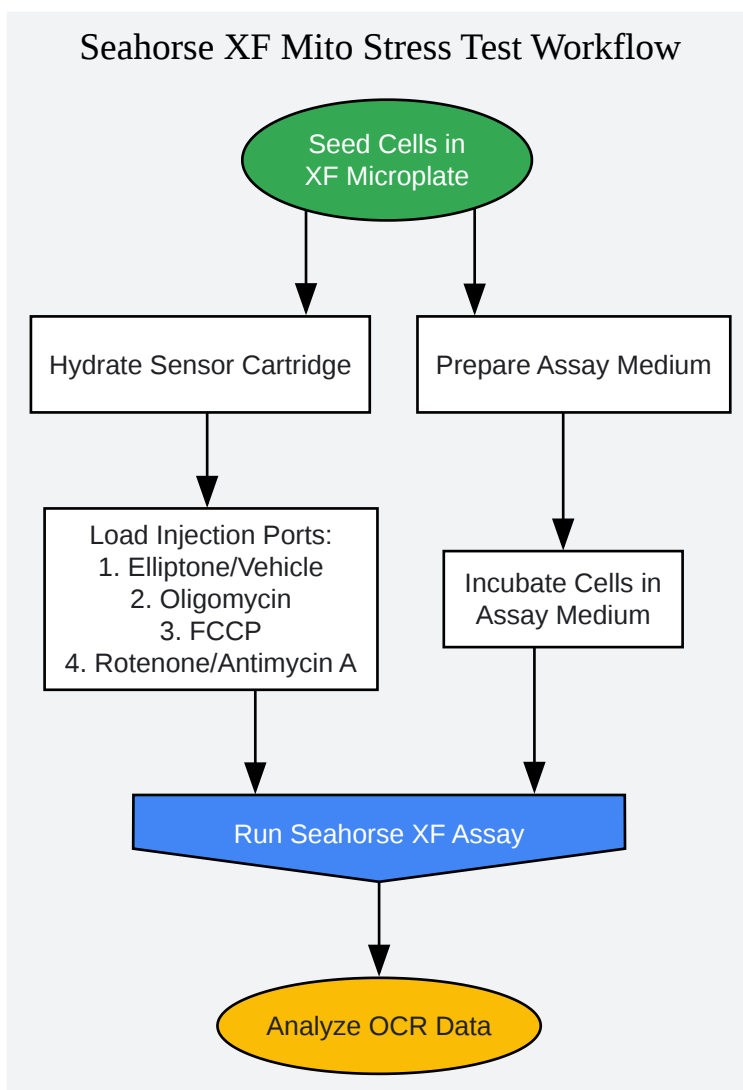 Seahorse XF Mito Stress Test Workflow
Seed Cells in
XF Microplate
Hydrate Sensor Cartridge
Prepare Assay Medium
Load Injection Ports:
1. Elliptone/Vehicle
2. Oligomycin
3. FCCP
4. Rotenone/Antimycin A
Incubate Cells in
Assay Medium
Run Seahorse XF Assay
Analyze OCR Data